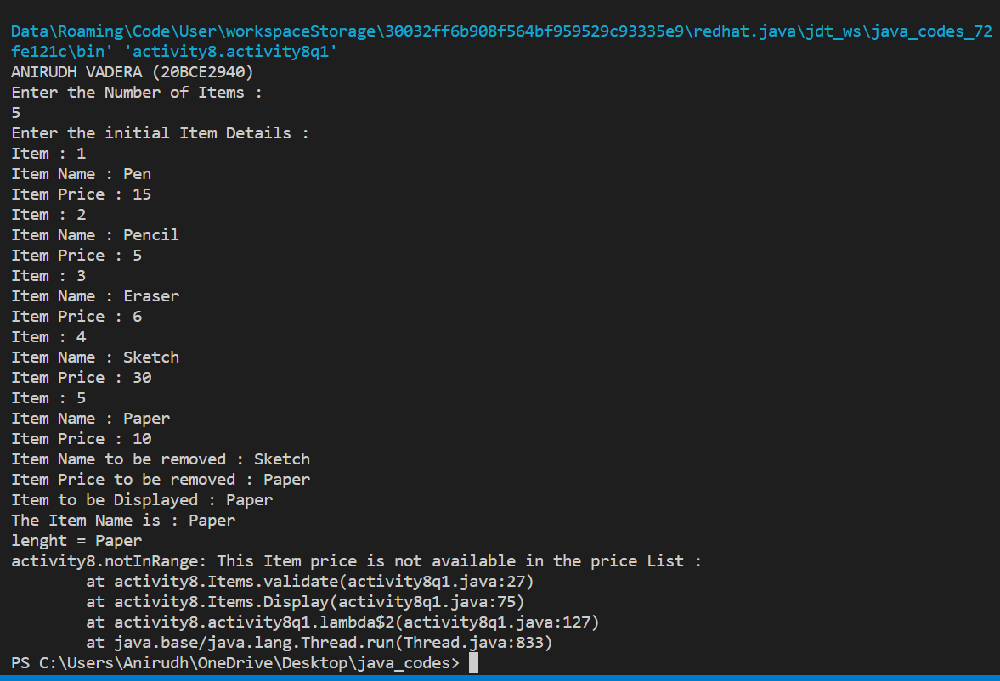 Data\Roaming\Code\User\workspaceStorage\30032ff6b908f564bf959529c93335e9\redhat.java\jdt_ws\java_codes_72
fe121c\bin' 'activity8.activity8q1'
ANIRUDH VADERA (20BCE2940)
Enter the Number of Items :
5
Enter the initial Item Details :
Item : 1
Item Name : Pen
Item Price : 15
Item : 2
Item Name : Pencil
Item Price : 5
Item : 3
Item Name : Eraser
Item Price : 6
Item : 4
Item Name : Sketch
Item Price : 30
Item : 5
Item Name : Paper
Item Price : 10
Item Name to be removed : Sketch
Item Price to be removed : Paper
Item to be Displayed : Paper
The Item Name is : Paper
lenght = Paper
activity8.notInRange: This Item price is not available in the price List :
        at activity8.Items.validate(activity8q1.java:27)
        at activity8.Items.Display(activity8q1.java:75)
        at activity8.activity8q1.lambda$2(activity8q1.java:127)
        at java.base/java.lang.Thread.run(Thread.java:833)
PS C:\Users\Anirudh\OneDrive\Desktop\java_codes>